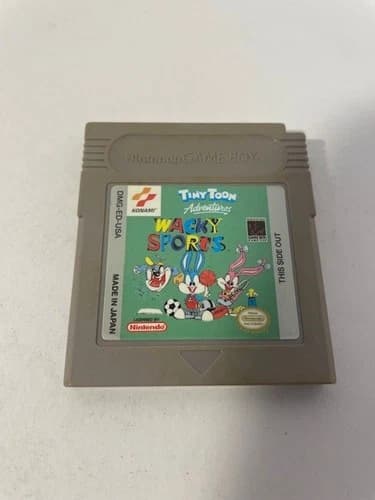 Nintendo GAME BOY
KONAMI
TINY TOON
Adventures
WACKY
SPORTS
DMG-ED-USA
MADE IN JAPAN
THIS SIDE OUT
LICENSED BY
Nintendo